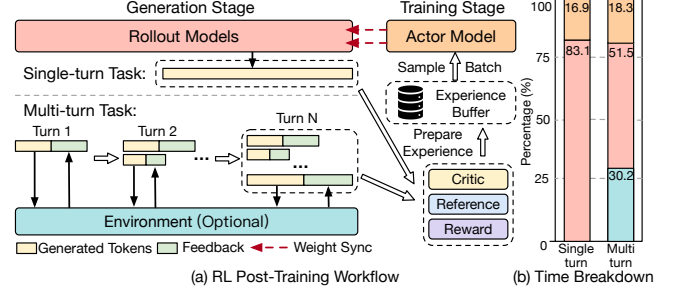 Generation Stage
Training Stage
Rollout Models
Actor Model
Single-turn Task:
Sample
Batch
Experience
Buffer
Multi-turn Task:
Turn 1
Turn 2
Turn N
...
...
Prepare
Experience
Critic
Reference
Reward
Environment (Optional)
Generated Tokens
Feedback
Weight Sync
(a) RL Post-Training Workflow
Percentage (%)
100
75
50
25
0
16.9
18.3
83.1
51.5
30.2
Single
turn
Multi
turn
(b) Time Breakdown